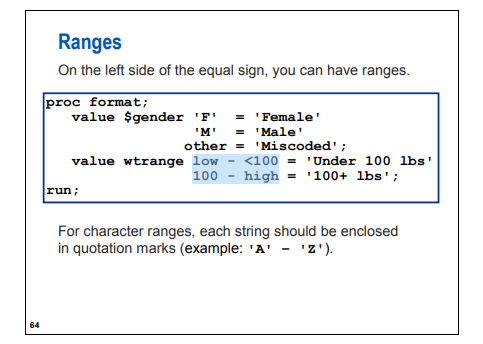 Ranges
On the left side of the equal sign, you can have ranges.
proc format;
value $gender 'F' = 'Female'
'M' = 'Male'
other = 'Miscoded';
value wtrange low - <100 = 'Under 100 lbs'
100 - high = '100+ lbs';
run;
For character ranges, each string should be enclosed
in quotation marks (example: 'A' - 'Z').
64